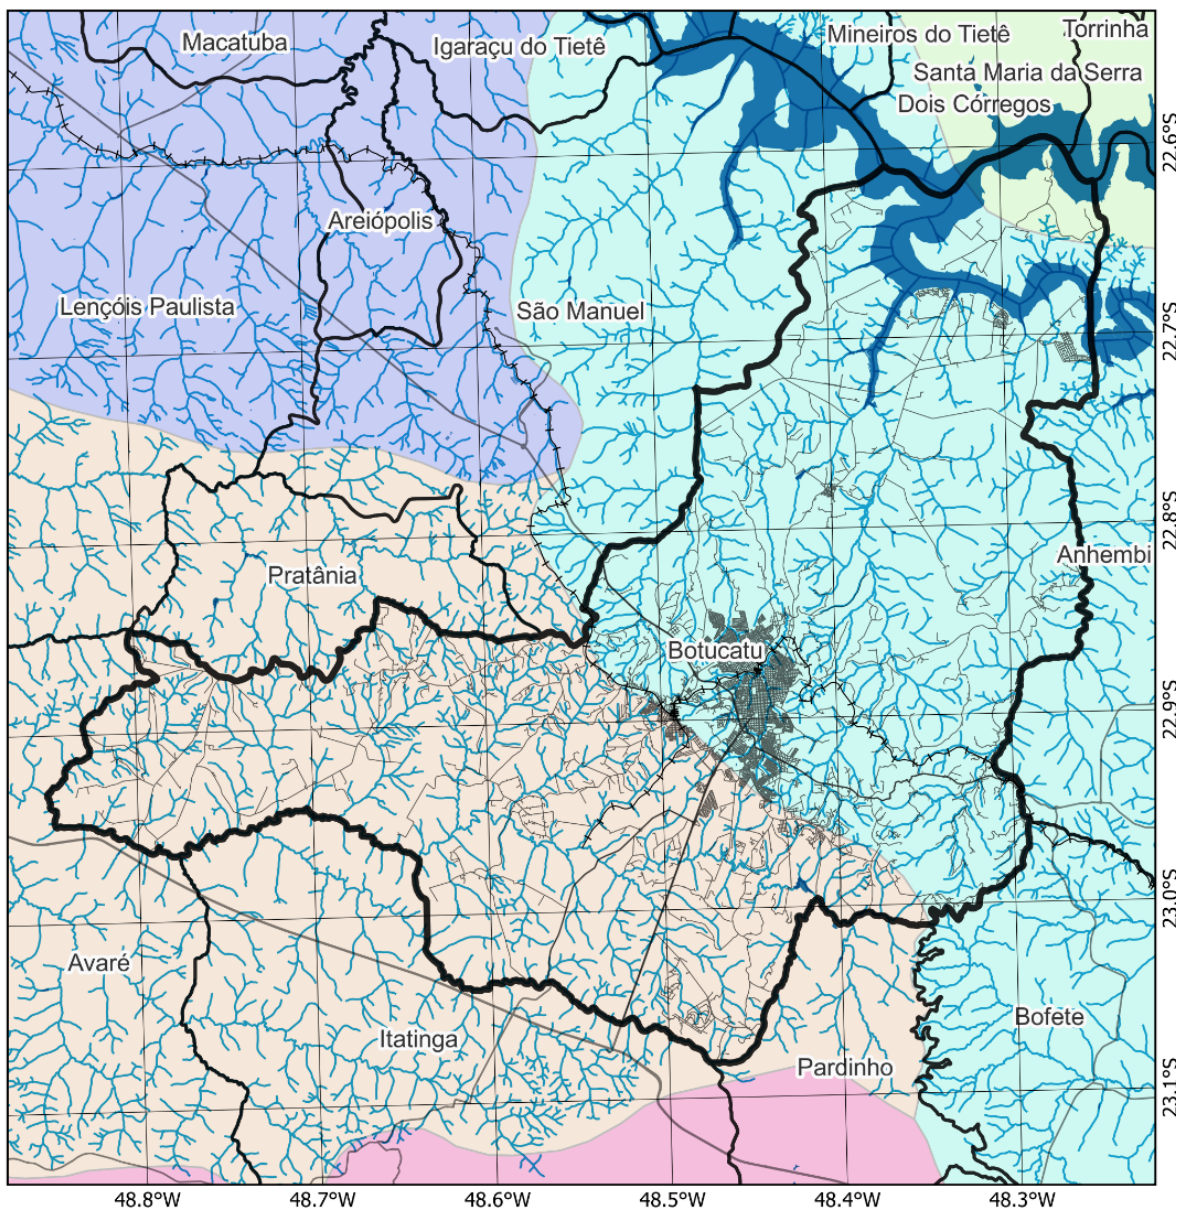 Macatuba
Igaraçu do Tietê
Mineiros do Tietê
Torrinha
Santa Maria da Serra
Dois Córregos
Areiópolis
Lençóis Paulista
São Manuel
Anhembi
Pratânia
Botucatu
Avaré
Itatinga
Bofete
Pardinho
22.6°S
22.7°S
22.8°S
22.9°S
23.0°S
23.1°S
48.8°W
48.7°W
48.6°W
48.5°W
48.4°W
48.3°W